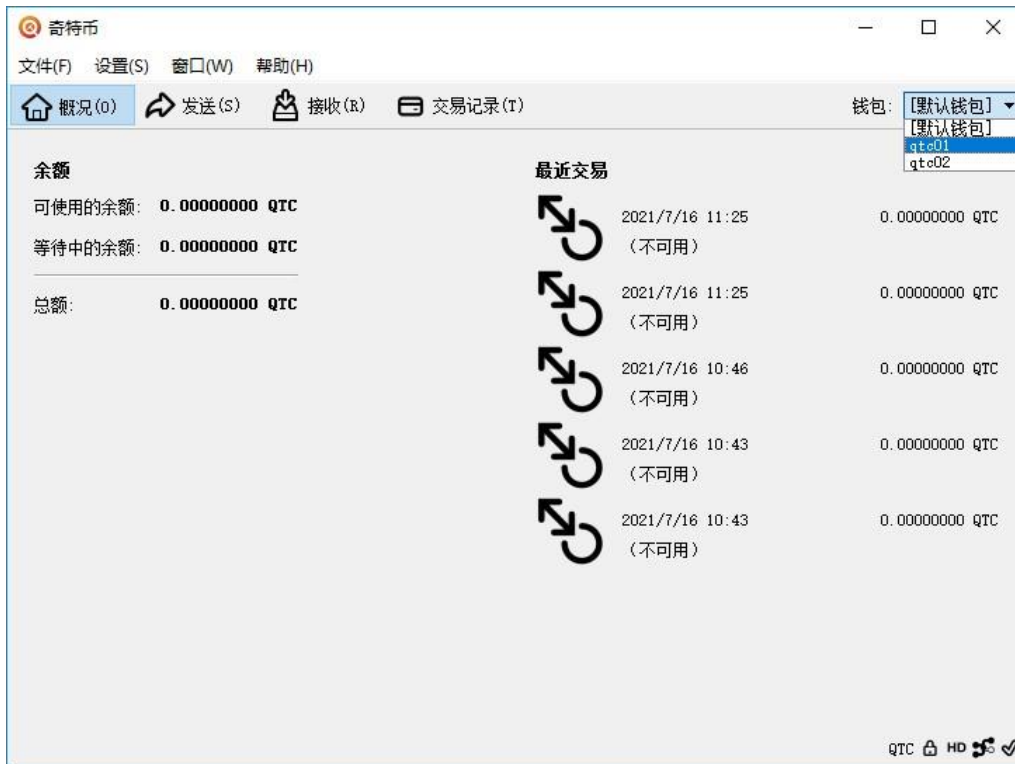 奇特币
文件(F) 设置(S) 窗口(W) 帮助(H)
概况(O) 发送(S) 接收(R) 交易记录(T) 钱包: [默认钱包]
[默认钱包]
qtc01
qtc02
余额
可使用的余额: 0.00000000 QTC
等待中的余额: 0.00000000 QTC
总额: 0.00000000 QTC
最近交易
2021/7/16 11:25 0.00000000 QTC
(不可用)
2021/7/16 11:25 0.00000000 QTC
(不可用)
2021/7/16 10:46 0.00000000 QTC
(不可用)
2021/7/16 10:43 0.00000000 QTC
(不可用)
2021/7/16 10:43 0.00000000 QTC
(不可用)
QTC HD